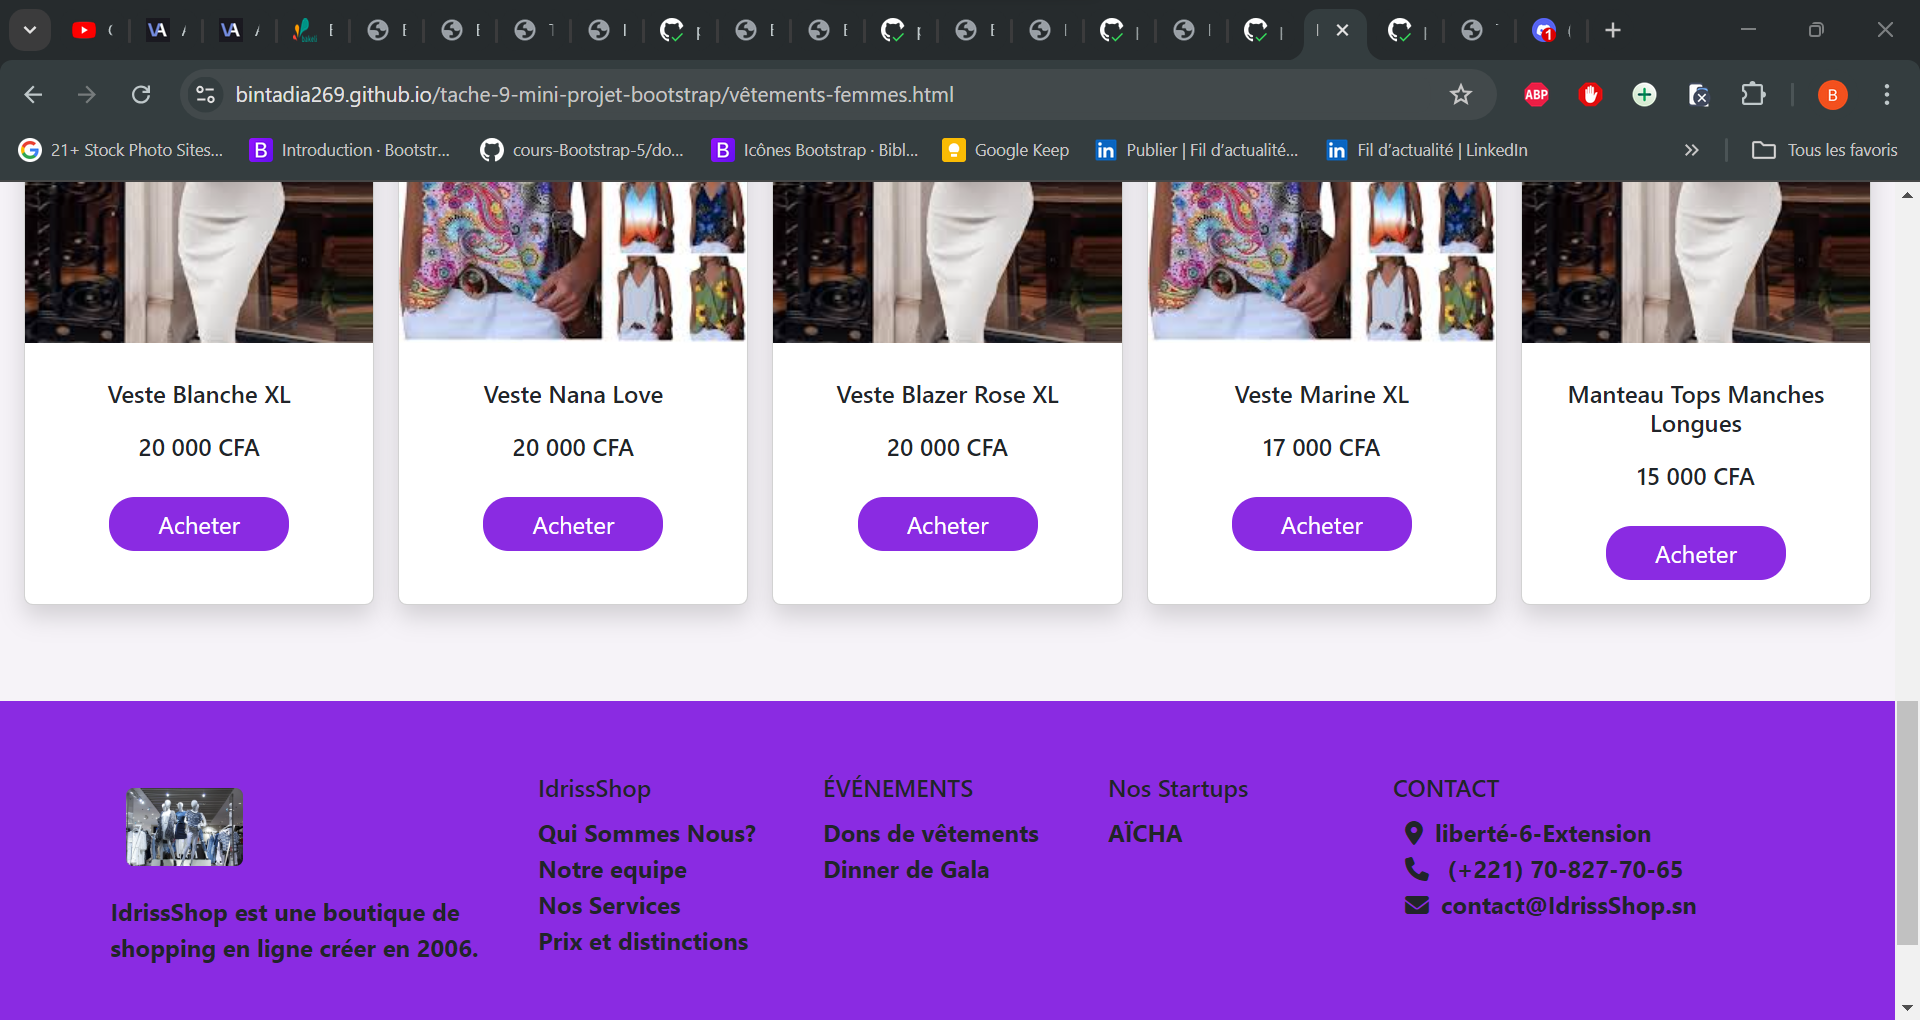 bintadia269.github.io/tache-9-mini-projet-bootstrap/vêtements-femmes.html
ABP
B
21+ Stock Photo Sites...
B Introduction · Bootstr...
cours-Bootstrap-5/do...
B Icônes Bootstrap · Bibl...
Google Keep
in Publier | Fil d’actualité...
in Fil d’actualité | LinkedIn
»
Tous les favoris
Veste Blanche XL
20 000 CFA
Acheter
Veste Nana Love
20 000 CFA
Acheter
Veste Blazer Rose XL
20 000 CFA
Acheter
Veste Marine XL
17 000 CFA
Acheter
Manteau Tops Manches
Longues
15 000 CFA
Acheter
IdrissShop est une boutique de
shopping en ligne créer en 2006.
IdrissShop
Qui Sommes Nous?
Notre equipe
Nos Services
Prix et distinctions
ÉVÉNEMENTS
Dons de vêtements
Dinner de Gala
Nos Startups
AÏCHA
CONTACT
liberté-6-Extension
(+221) 70-827-70-65
contact@IdrissShop.sn